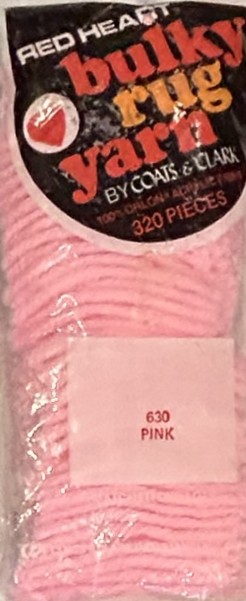 RED HEART
bulky
rug
yarn
BY COATS & CLARK
100% ORLON* ACRYLIC FIBER
320 PIECES
630
PINK